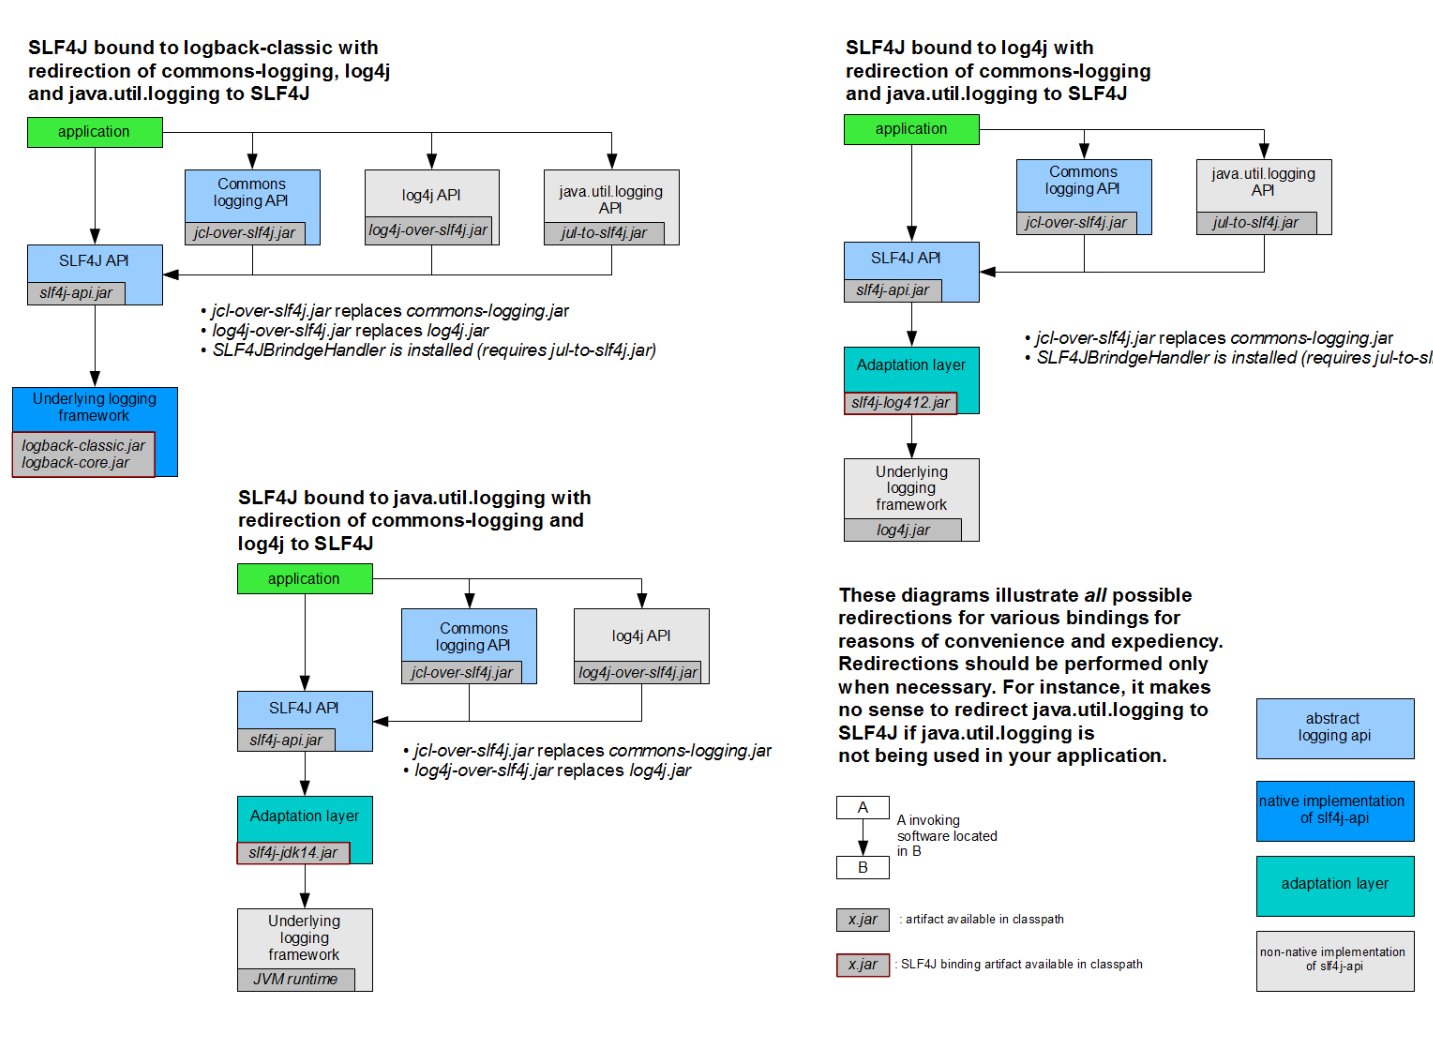 SLF4J bound to logback-classic with
redirection of commons-logging, log4j
and java.util.logging to SLF4J
application
Commons
logging API
jcl-over-slf4j.jar
log4j API
log4j-over-slf4j.jar
java.util.logging
API
jul-to-slf4j.jar
SLF4J API
slf4j-api.jar
• jcl-over-slf4j.jar replaces commons-logging.jar
• log4j-over-slf4j.jar replaces log4j.jar
• SLF4JBrindgeHandler is installed (requires jul-to-slf4j.jar)
Underlying logging
framework
logback-classic.jar
logback-core.jar
SLF4J bound to log4j with
redirection of commons-logging
and java.util.logging to SLF4J
application
Commons
logging API
jcl-over-slf4j.jar
java.util.logging
API
jul-to-slf4j.jar
SLF4J API
slf4j-api.jar
• jcl-over-slf4j.jar replaces commons-logging.jar
• SLF4JBrindgeHandler is installed (requires jul-to-sl
Adaptation layer
slf4j-log412.jar
Underlying
logging
framework
log4j.jar
SLF4J bound to java.util.logging with
redirection of commons-logging and
log4j to SLF4J
application
Commons
logging API
jcl-over-slf4j.jar
log4j API
log4j-over-slf4j.jar
SLF4J API
slf4j-api.jar
• jcl-over-slf4j.jar replaces commons-logging.jar
• log4j-over-slf4j.jar replaces log4j.jar
Adaptation layer
slf4j-jdk14.jar
Underlying
logging
framework
JVM runtime
These diagrams illustrate all possible
redirections for various bindings for
reasons of convenience and expediency.
Redirections should be performed only
when necessary. For instance, it makes
no sense to redirect java.util.logging to
SLF4J if java.util.logging is
not being used in your application.
A
B
A invoking
software located
in B
x.jar : artifact available in classpath
x.jar : SLF4J binding artifact available in classpath
abstract
logging api
native implementation
of slf4j-api
adaptation layer
non-native implementation
of slf4j-api